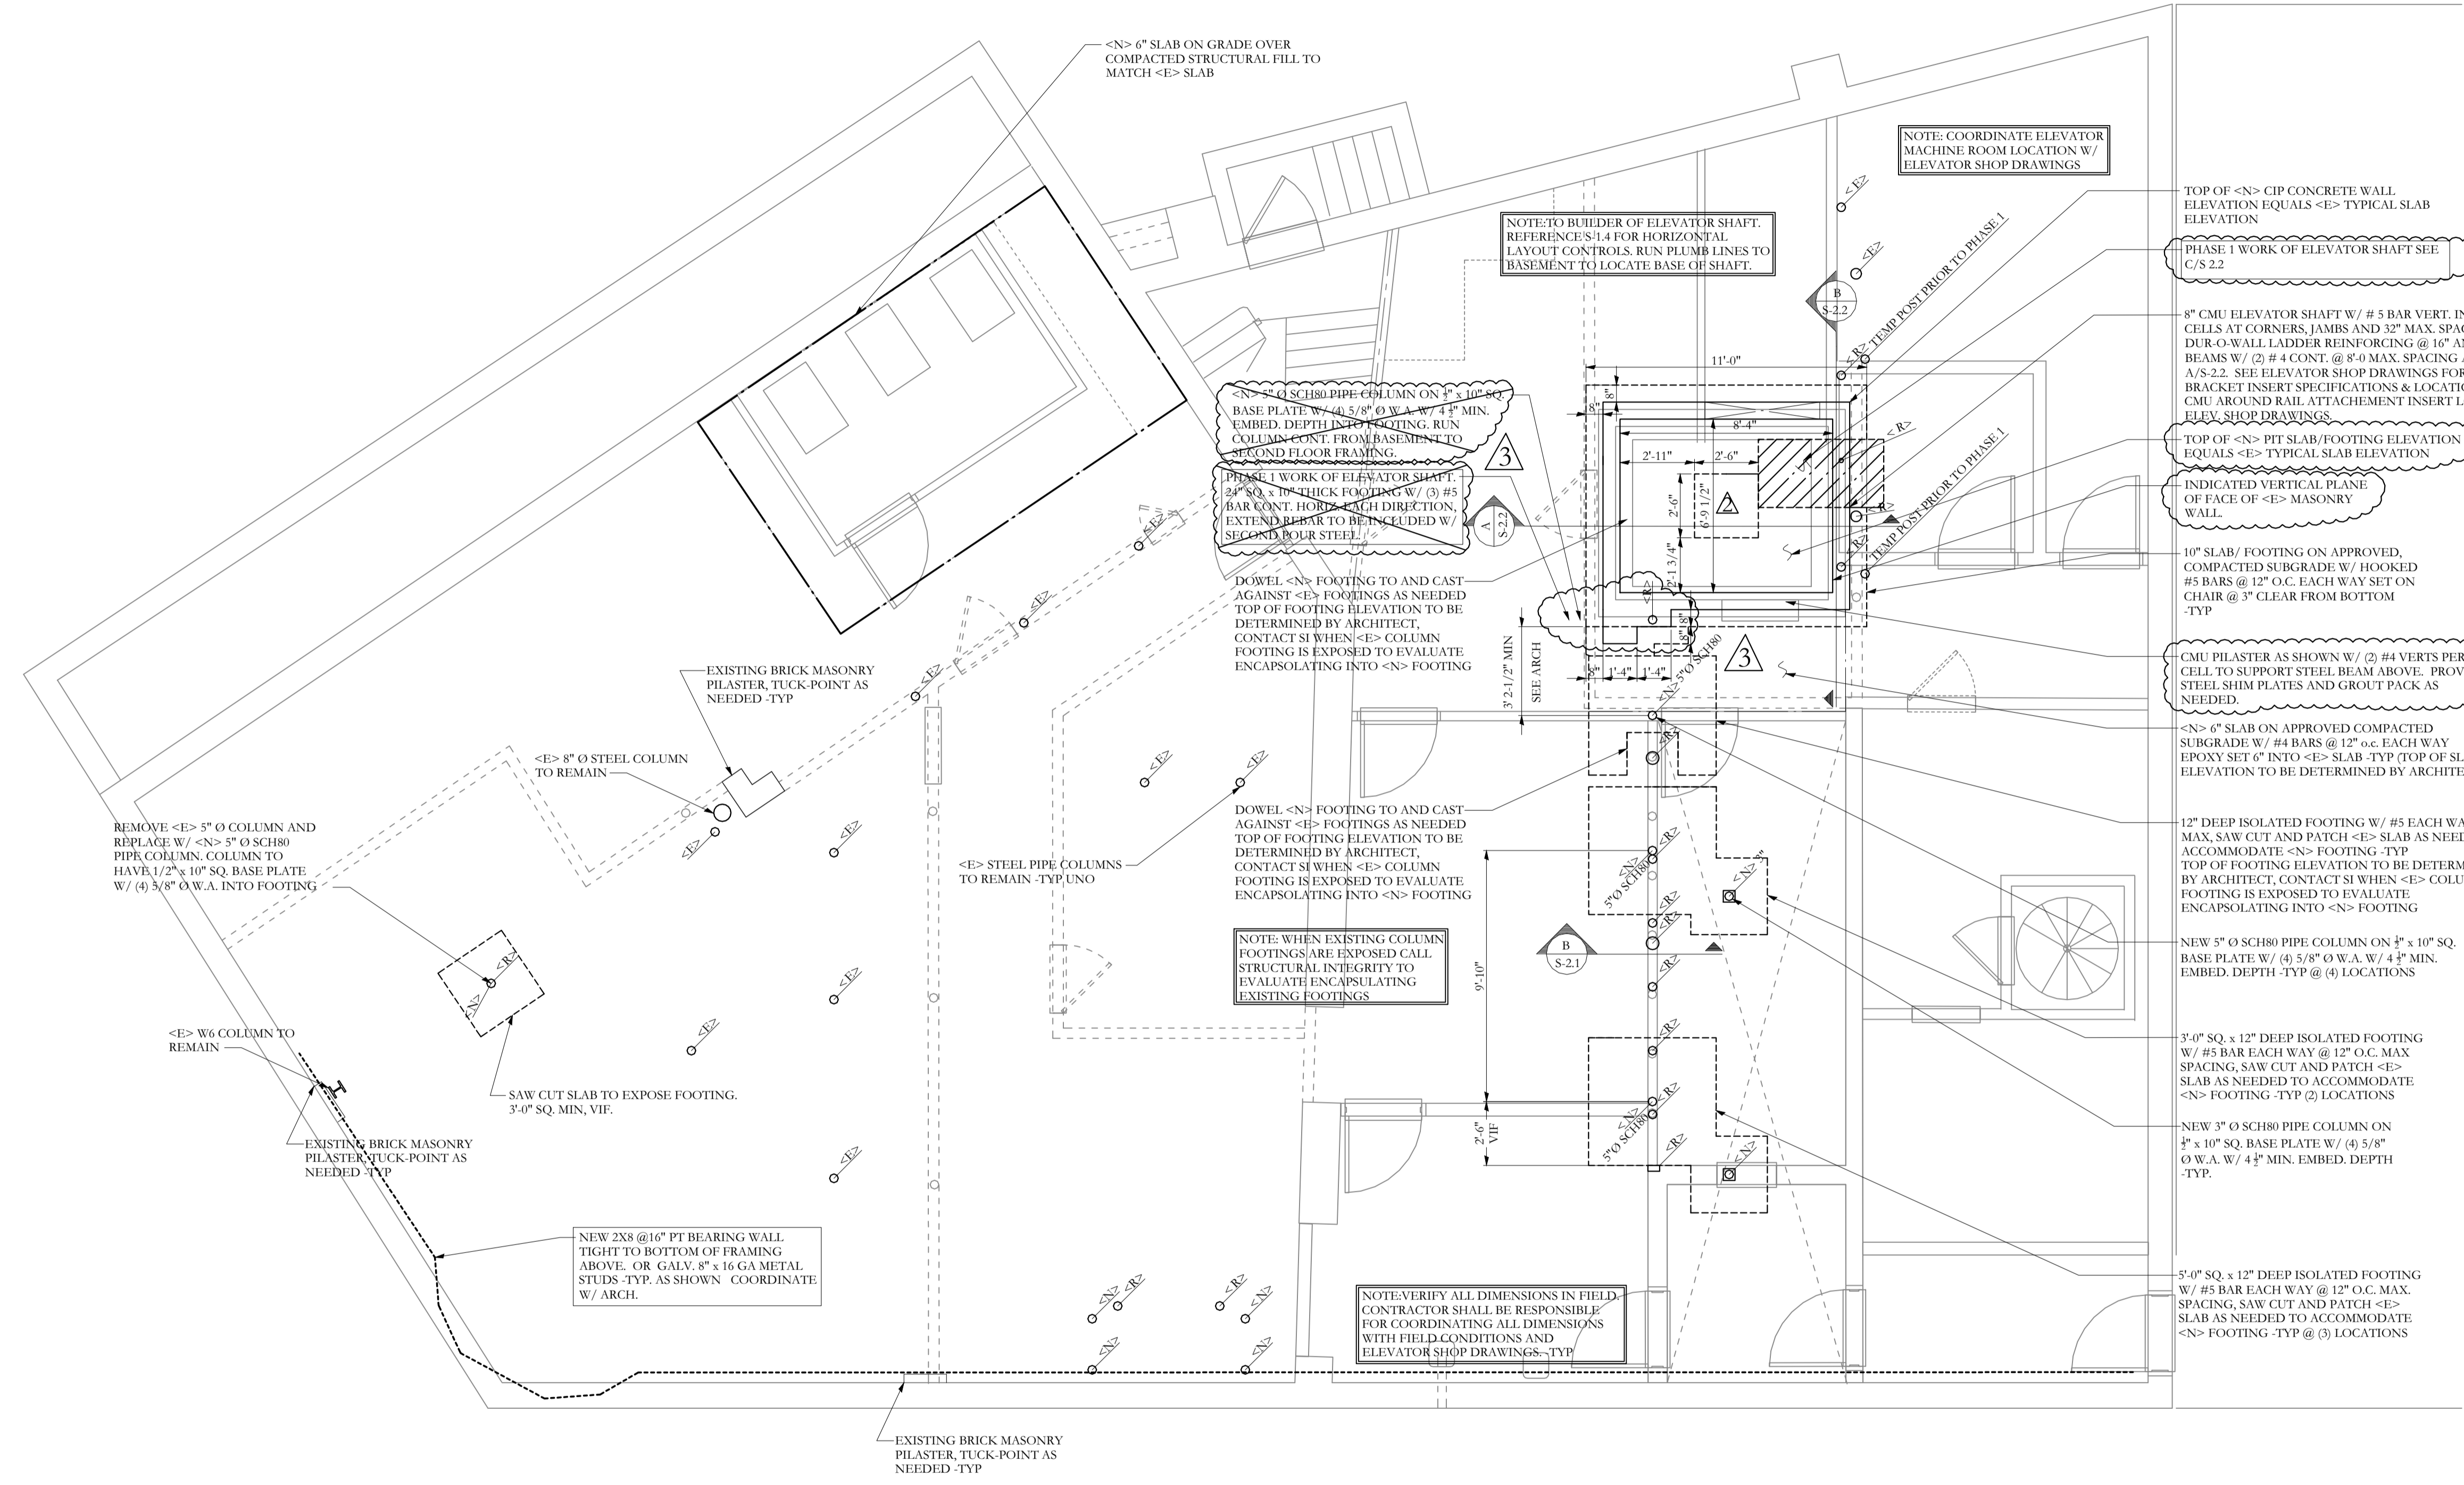 <N> 6" SLAB ON GRADE OVER
COMPACTED STRUCTURAL FILL TO
MATCH <E> SLAB
NOTE: COORDINATE ELEVATOR
MACHINE ROOM LOCATION W/
ELEVATOR SHOP DRAWINGS
NOTE:TO BUILDER OF ELEVATOR SHAFT.
REFERENCE S-1.4 FOR HORIZONTAL
LAYOUT CONTROLS. RUN PLUMB LINES TO
BASEMENT TO LOCATE BASE OF SHAFT.
<E>
<E>
<R> TEMP POST PRIOR TO PHASE 1
B
S-2.2
11'-0"
8"
8"
8'-4"
2'-11"
2'-6"
2'-6"
6'-9 1/2"
2'-1 3/4"
2
<R>
<R>
<R> TEMP POST PRIOR TO PHASE 1
<N> 5" Ø SCH80 PIPE COLUMN ON ½" x 10" SQ.
BASE PLATE W/ (4) 5/8" Ø W.A. W/ 4 ½" MIN.
EMBED. DEPTH INTO FOOTING. RUN
COLUMN CONT. FROM BASEMENT TO
SECOND FLOOR FRAMING.
3
PHASE 1 WORK OF ELEVATOR SHAFT.
24" SQ. x 10" THICK FOOTING W/ (3) #5
BAR CONT. HORIZ. EACH DIRECTION,
EXTEND REBAR TO BE INCLUDED W/
SECOND POUR STEEL.
A
S-2.2
DOWEL <N> FOOTING TO AND CAST
AGAINST <E> FOOTINGS AS NEEDED
TOP OF FOOTING ELEVATION TO BE
DETERMINED BY ARCHITECT,
CONTACT SI WHEN <E> COLUMN
FOOTING IS EXPOSED TO EVALUATE
ENCAPSOLATING INTO <N> FOOTING
<R>
3' 2-1/2" MIN
SEE ARCH
8"
1'-4"
1'-4"
8"
8"
<N> 5"Ø SCH80
3
<R>
DOWEL <N> FOOTING TO AND CAST
AGAINST <E> FOOTINGS AS NEEDED
TOP OF FOOTING ELEVATION TO BE
DETERMINED BY ARCHITECT,
CONTACT SI WHEN <E> COLUMN
FOOTING IS EXPOSED TO EVALUATE
ENCAPSOLATING INTO <N> FOOTING
NOTE: WHEN EXISTING COLUMN
FOOTINGS ARE EXPOSED CALL
STRUCTURAL INTEGRITY TO
EVALUATE ENCAPSULATING
EXISTING FOOTINGS
9'-10"
<R>
<N>
5"Ø SCH80
<R>
<R>
<N> 3"
B
S-2.1
<R>
<R>
<R>
<N>
5"Ø SCH80
<R>
<N>
2'-6"
VIF
NOTE:VERIFY ALL DIMENSIONS IN FIELD.
CONTRACTOR SHALL BE RESPONSIBLE
FOR COORDINATING ALL DIMENSIONS
WITH FIELD CONDITIONS AND
ELEVATOR SHOP DRAWINGS. -TYP
<E>
<E>
<E>
EXISTING BRICK MASONRY
PILASTER, TUCK-POINT AS
NEEDED -TYP
<E> 8" Ø STEEL COLUMN
TO REMAIN
<E>
<E>
<E>
<E>
<E> STEEL PIPE COLUMNS
TO REMAIN -TYP UNO
REMOVE <E> 5" Ø COLUMN AND
REPLACE W/ <N> 5" Ø SCH80
PIPE COLUMN. COLUMN TO
HAVE 1/2" x 10" SQ. BASE PLATE
W/ (4) 5/8" Ø W.A. INTO FOOTING
<R>
<N>
<E>
<E>
<E>
<E> W6 COLUMN TO
REMAIN
SAW CUT SLAB TO EXPOSE FOOTING.
3'-0" SQ. MIN, VIF.
EXISTING BRICK MASONRY
PILASTER, TUCK-POINT AS
NEEDED -TYP
NEW 2X8 @16" PT BEARING WALL
TIGHT TO BOTTOM OF FRAMING
ABOVE. OR GALV. 8" x 16 GA METAL
STUDS -TYP. AS SHOWN COORDINATE
W/ ARCH.
<N>
<R>
<R>
<N>
<N>
<N>
EXISTING BRICK MASONRY
PILASTER, TUCK-POINT AS
NEEDED -TYP
TOP OF <N> CIP CONCRETE WALL
ELEVATION EQUALS <E> TYPICAL SLAB
ELEVATION
PHASE 1 WORK OF ELEVATOR SHAFT SEE
C/S 2.2
8" CMU ELEVATOR SHAFT W/ # 5 BAR VERT.
CELLS AT CORNERS, JAMBS AND 32" MAX.
DUR-O-WALL LADDER REINFORCING @ 16"
BEAMS W/ (2) # 4 CONT. @ 8'-0 MAX. SPACING
A/S-2.2. SEE ELEVATOR SHOP DRAWINGS FOR
BRACKET INSERT SPECIFICATIONS &
CMU AROUND RAIL ATTACHEMENT INSERT
ELEV. SHOP DRAWINGS.
TOP OF <N> PIT SLAB/FOOTING ELEVATION
EQUALS <E> TYPICAL SLAB ELEVATION
INDICATED VERTICAL PLANE
OF FACE OF <E> MASONRY
WALL.
10" SLAB/ FOOTING ON APPROVED,
COMPACTED SUBGRADE W/ HOOKED
#5 BARS @ 12" O.C. EACH WAY SET ON
CHAIR @ 3" CLEAR FROM BOTTOM
-TYP
CMU PILASTER AS SHOWN W/ (2) #4 VERTS PER
CELL TO SUPPORT STEEL BEAM ABOVE.
STEEL SHIM PLATES AND GROUT PACK AS
NEEDED.
<N> 6" SLAB ON APPROVED COMPACTED
SUBGRADE W/ #4 BARS @ 12" o.c. EACH WAY
EPOXY SET 6" INTO <E> SLAB -TYP (TOP OF
ELEVATION TO BE DETERMINED BY
12" DEEP ISOLATED FOOTING W/ #5 EACH
MAX, SAW CUT AND PATCH <E> SLAB AS
ACCOMMODATE <N> FOOTING -TYP
TOP OF FOOTING ELEVATION TO BE
BY ARCHITECT, CONTACT SI WHEN <E>
FOOTING IS EXPOSED TO EVALUATE
ENCAPSOLATING INTO <N> FOOTING
NEW 5" Ø SCH80 PIPE COLUMN ON ½" x 10" SQ.
BASE PLATE W/ (4) 5/8" Ø W.A. W/ 4 ½" MIN.
EMBED. DEPTH -TYP @ (4) LOCATIONS
3'-0" SQ. x 12" DEEP ISOLATED FOOTING
W/ #5 BAR EACH WAY @ 12" O.C. MAX
SPACING, SAW CUT AND PATCH <E>
SLAB AS NEEDED TO ACCOMMODATE
<N> FOOTING -TYP (2) LOCATIONS
NEW 3" Ø SCH80 PIPE COLUMN ON
½" x 10" SQ. BASE PLATE W/ (4) 5/8"
Ø W.A. W/ 4 ½" MIN. EMBED. DEPTH
-TYP.
5'-0" SQ. x 12" DEEP ISOLATED FOOTING
W/ #5 BAR EACH WAY @ 12" O.C. MAX.
SPACING, SAW CUT AND PATCH <E>
SLAB AS NEEDED TO ACCOMMODATE
<N> FOOTING -TYP @ (3) LOCATIONS